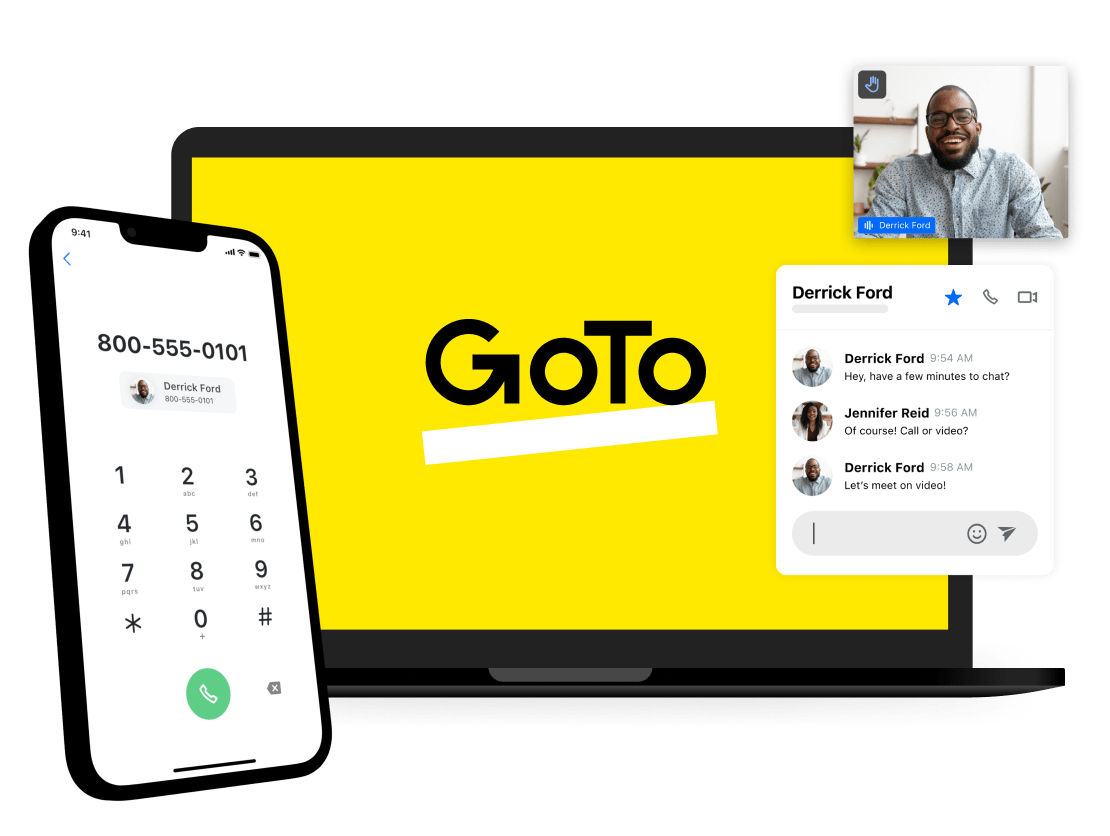 9:41
800-555-0101
Derrick Ford
800-555-0101
1
2
abc
3
def
4
ghi
5
jkl
6
mno
7
pqrs
8
tuv
9
wxyz
*
0
+
#
GoTo
Derrick Ford
Derrick Ford
Derrick Ford 9:54 AM
Hey, have a few minutes to chat?
Jennifer Reid 9:56 AM
Of course! Call or video?
Derrick Ford 9:58 AM
Let's meet on video!